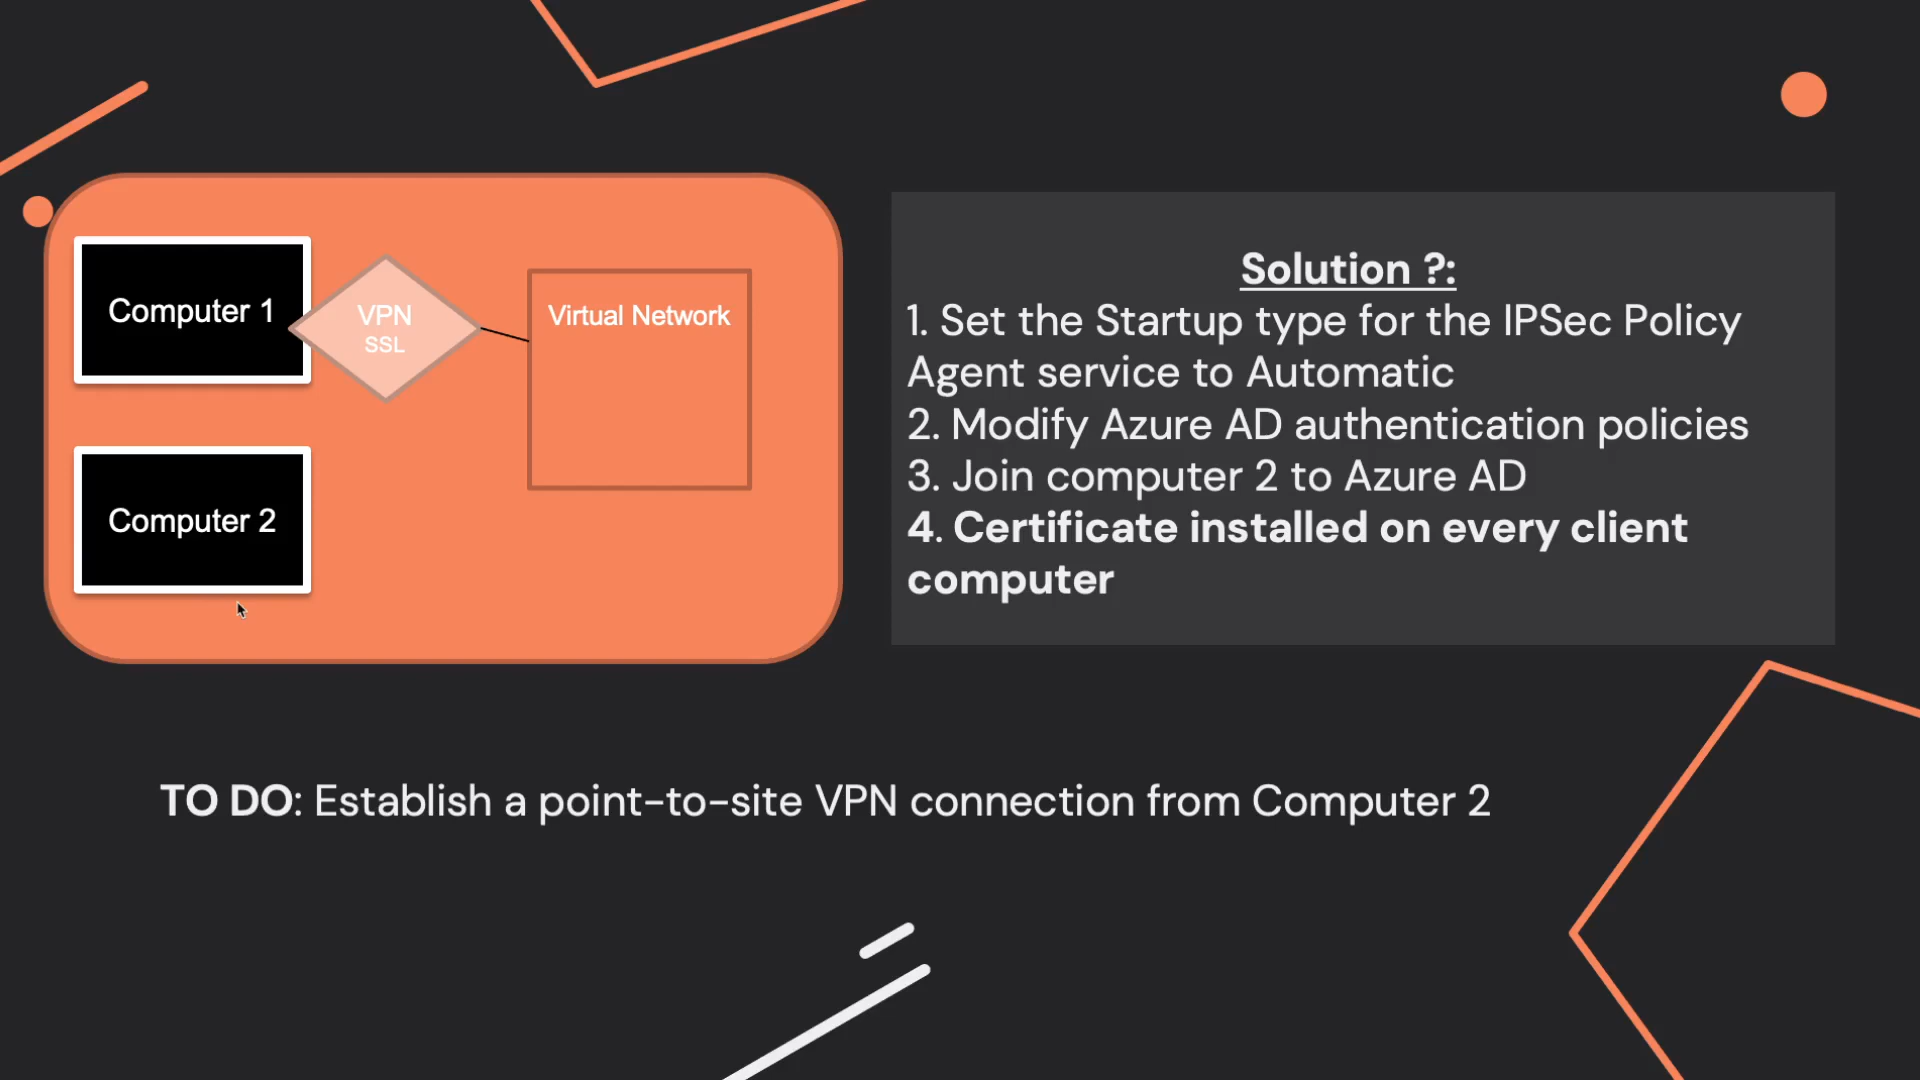 Computer 1
VPN
SSL
Virtual Network
Computer 2
Solution ?:
1. Set the Startup type for the IPSec Policy
Agent service to Automatic
2. Modify Azure AD authentication policies
3. Join computer 2 to Azure AD
4. Certificate installed on every client
computer
TO DO: Establish a point-to-site VPN connection from Computer 2